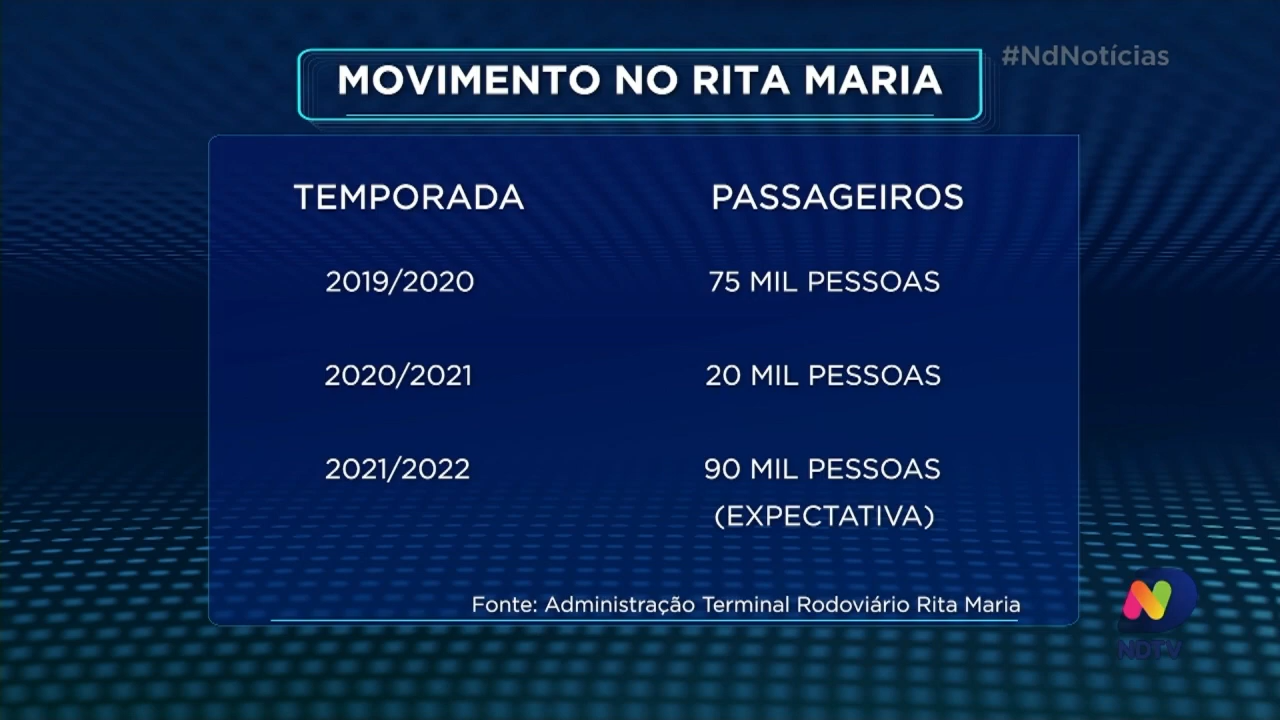 #NdNotícias
MOVIMENTO NO RITA MARIA
TEMPORADA PASSAGEIROS
2019/2020 75 MIL PESSOAS
2020/2021 20 MIL PESSOAS
2021/2022 90 MIL PESSOAS
(EXPECTATIVA)
Fonte: Administração Terminal Rodoviário Rita Maria
NDTV